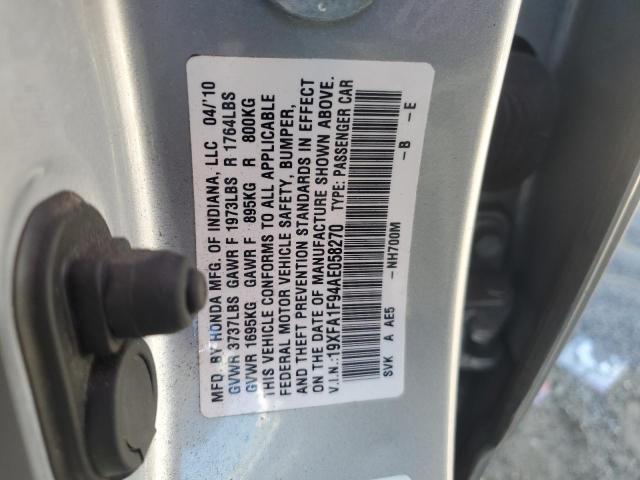 MFD. BY HONDA MFG. OF INDIANA, LLC 04/'10
GVWR 3737LBS GAWR F 1973LBS R 1764LBS
GVWR 1695KG GAWR F 895KG R 800KG
THIS VEHICLE CONFORMS TO ALL APPLICABLE
FEDERAL MOTOR VEHICLE SAFETY, BUMPER,
AND THEFT PREVENTION STANDARDS IN EFFECT
ON THE DATE OF MANUFACTURE SHOWN ABOVE.
V.I.N.:19XFA1F94AE058270 TYPE: PASSENGER CAR
SVK A AE5 -NH700M -B -E